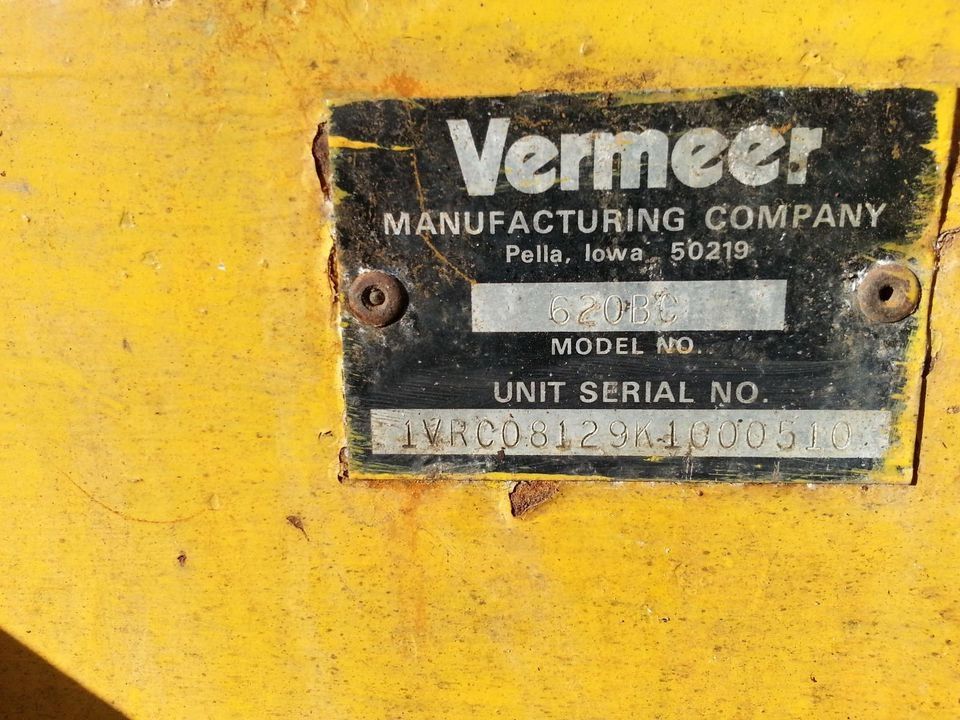 Vermeer
MANUFACTURING COMPANY
Pella, Iowa 50219
620BC
MODEL NO.
UNIT SERIAL NO.
1VRC08129K1000510